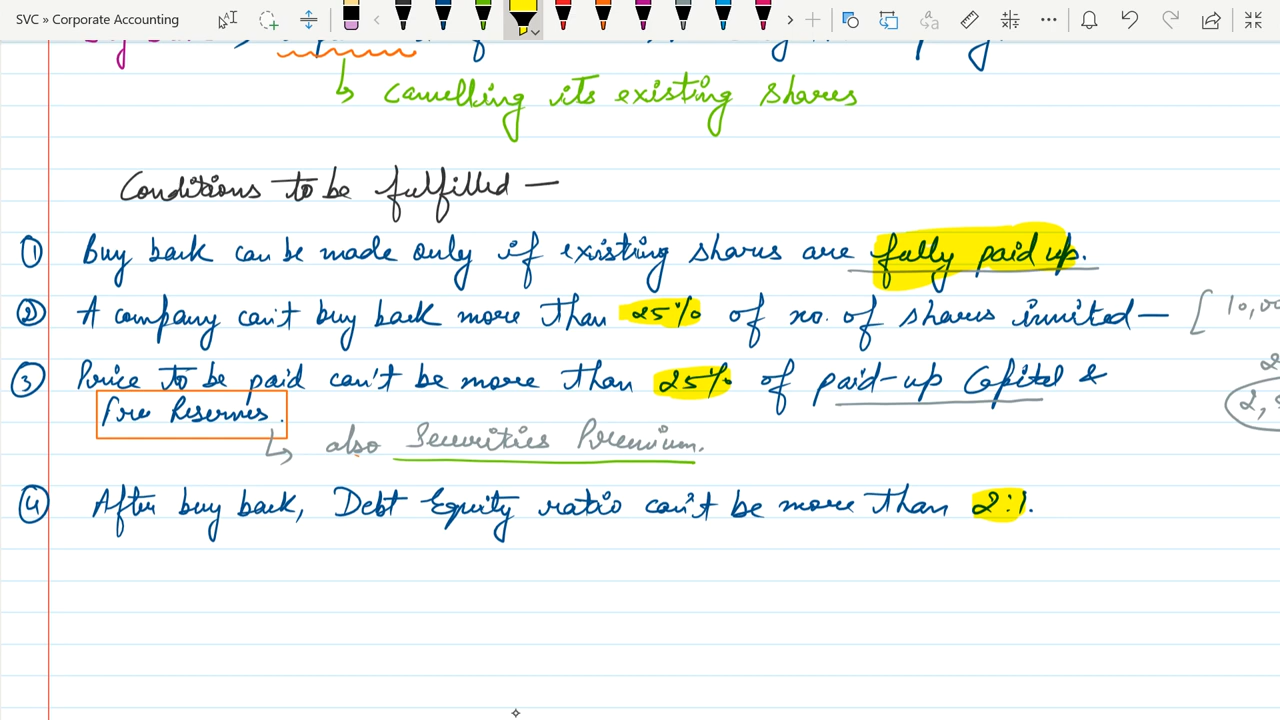 SVC » Corporate Accounting
cancelling its existing shares
Conditions to be fulfilled —
① Buy back can be made only if existing shares are fully paid up.
② A company can't buy back more than 25% of no. of shares invited — [ 10,00
③ Price to be paid can't be more than 25% of paid-up Capital &
Free Reserves.
↳ also Securities Premium.
④ After buy back, Debt Equity ratio can't be more than 2:1.